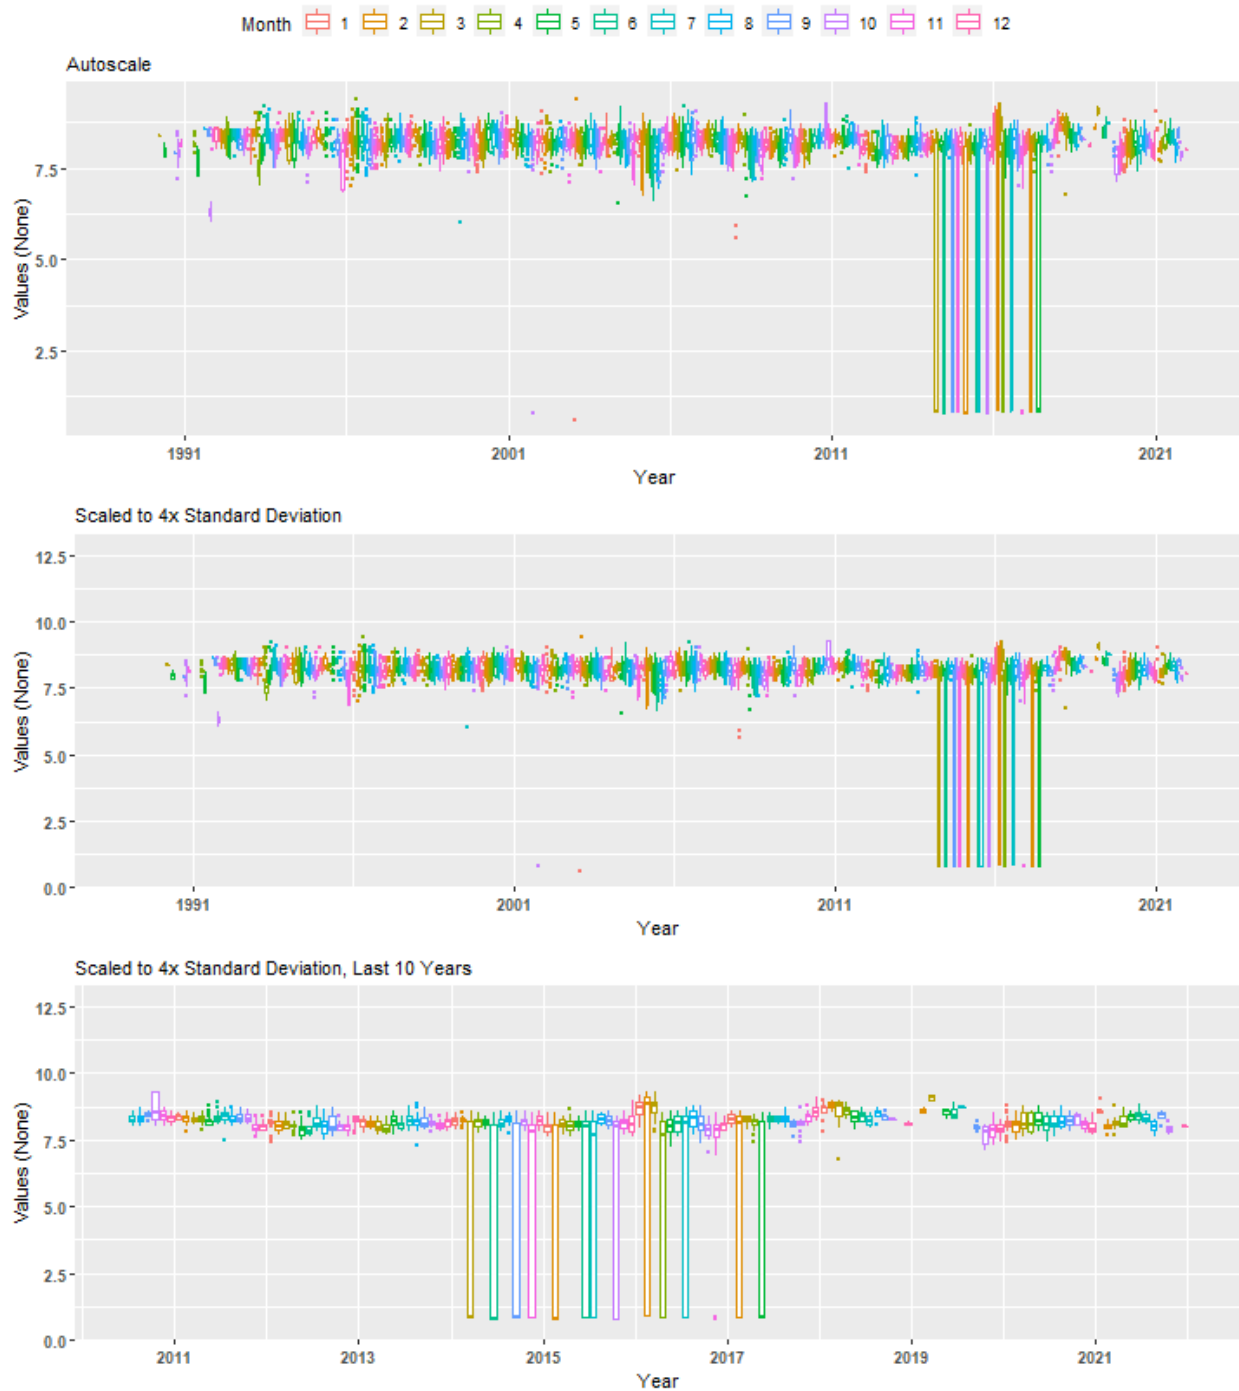 Month 1 2 3 4 5 6 7 8 9 10 11 12
Autoscale
Values (None)
7.5
5.0
2.5
1991 2001 2011 2021
Year
Scaled to 4x Standard Deviation
Values (None)
12.5
10.0
7.5
5.0
2.5
0.0
1991 2001 2011 2021
Year
Scaled to 4x Standard Deviation, Last 10 Years
Values (None)
12.5
10.0
7.5
5.0
2.5
0.0
2011 2013 2015 2017 2019 2021
Year